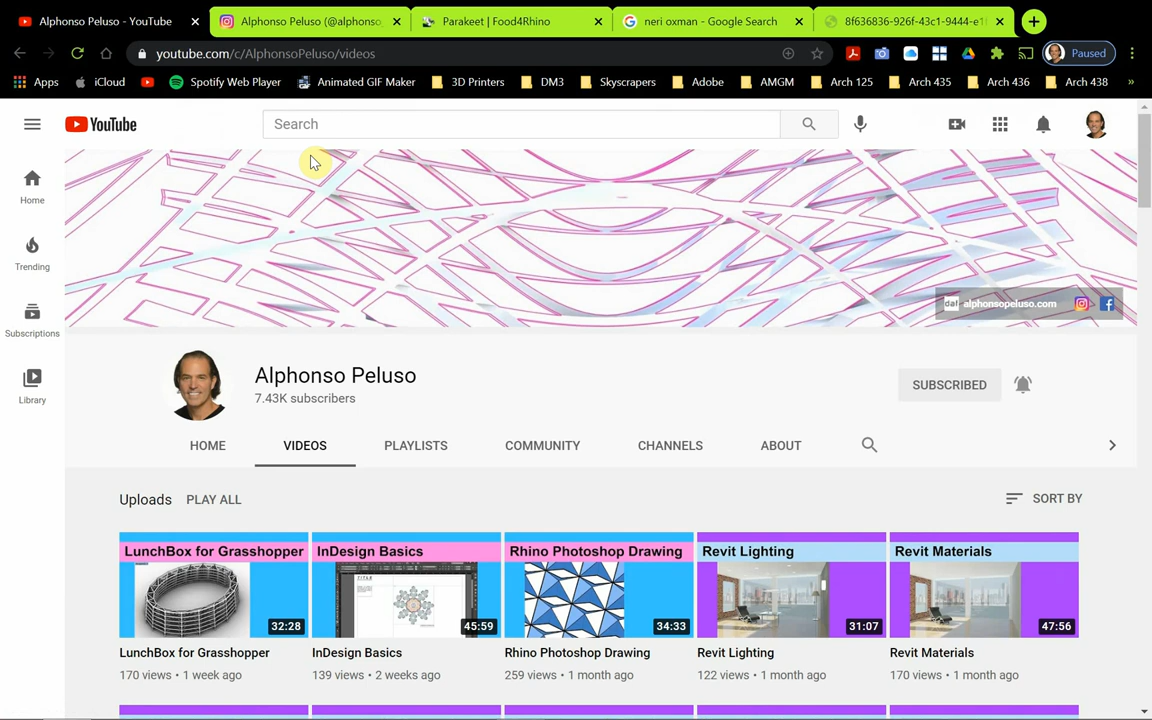 Alphonso Peluso - YouTube
Alphonso Peluso (@alphonso
Parakeet | Food4Rhino
neri oxman - Google Search
8f636836-926f-43c1-9444-e1
youtube.com/c/AlphonsoPeluso/videos
Paused
Apps
iCloud
Spotify Web Player
Animated GIF Maker
3D Printers
DM3
Skyscrapers
Adobe
AMGM
Arch 125
Arch 435
Arch 436
Arch 438
»
YouTube
Search
Home
Trending
Subscriptions
Library
dai alphonsopeluso.com
Alphonso Peluso
7.43K subscribers
SUBSCRIBED
HOME
VIDEOS
PLAYLISTS
COMMUNITY
CHANNELS
ABOUT
Uploads
PLAY ALL
SORT BY
LunchBox for Grasshopper
32:28
LunchBox for Grasshopper
170 views • 1 week ago
InDesign Basics
45:59
InDesign Basics
139 views • 2 weeks ago
Rhino Photoshop Drawing
34:33
Rhino Photoshop Drawing
259 views • 1 month ago
Revit Lighting
31:07
Revit Lighting
122 views • 1 month ago
Revit Materials
47:56
Revit Materials
170 views • 1 month ago